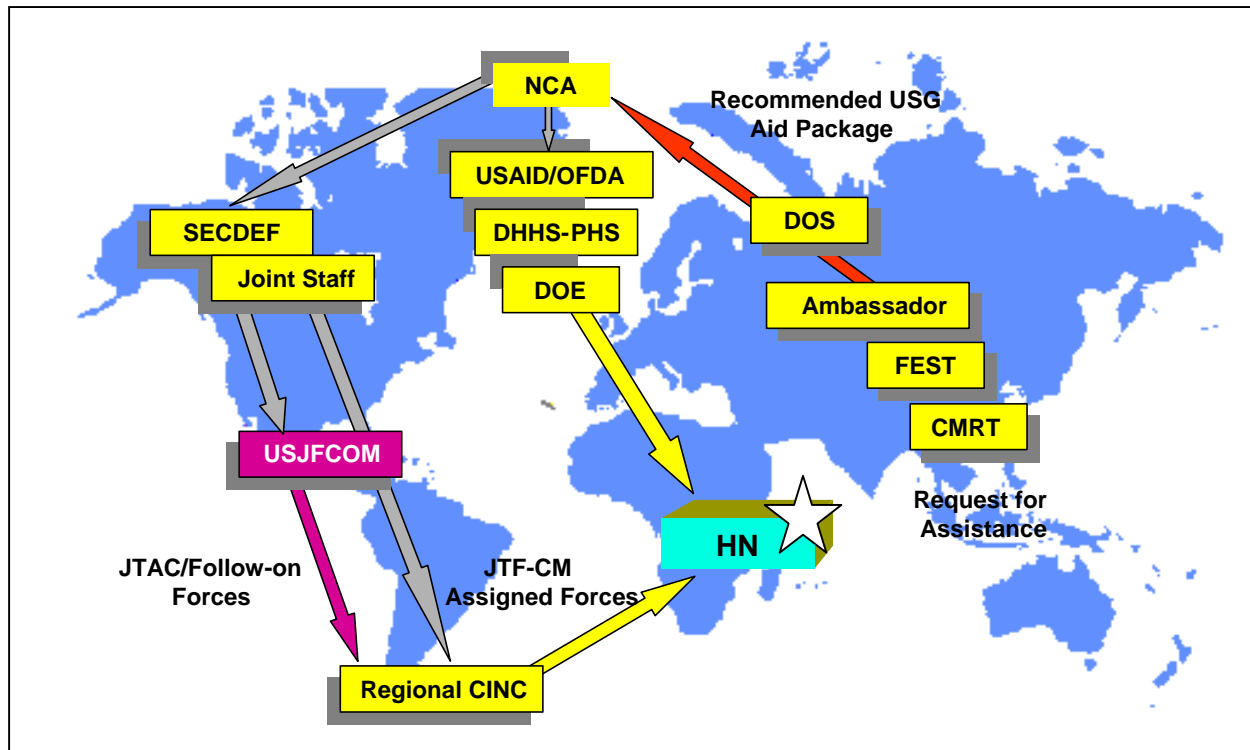 NCA
Recommended USG
Aid Package
USAID/OFDA
DOS
SECDEF
DHHS-PHS
Joint Staff
DOE
Ambassador
FEST
CMRT
USJFCOM
Request for
Assistance
HN
JTAC/Follow-on
Forces
JTF-CM
Assigned Forces
Regional CINC